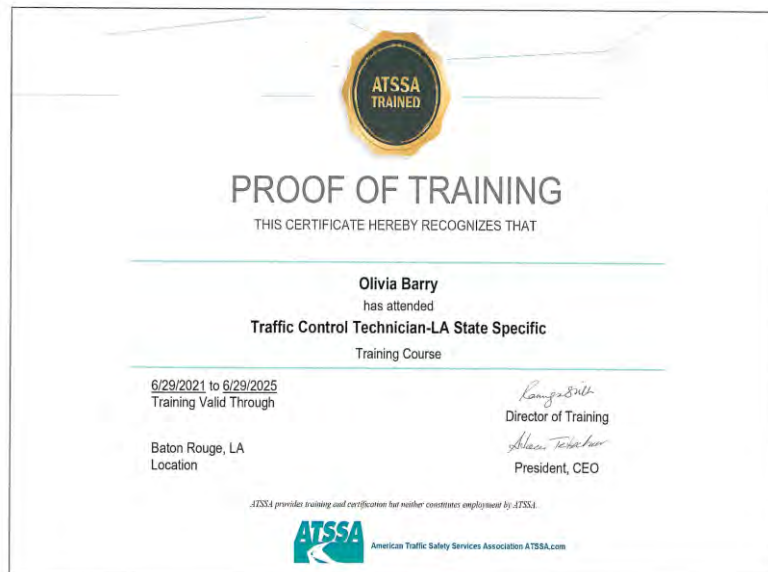 ATSSA
TRAINED
PROOF OF TRAINING
THIS CERTIFICATE HEREBY RECOGNIZES THAT
Olivia Barry
has attended
Traffic Control Technician-LA State Specific
Training Course
6/29/2021 to 6/29/2025
Training Valid Through
Director of Training
Baton Rouge, LA
Location
President, CEO
ATSSA provides training and certification but neither constitutes employment by ATSSA.
ATSSA
American Traffic Safety Services Association ATSSA.com